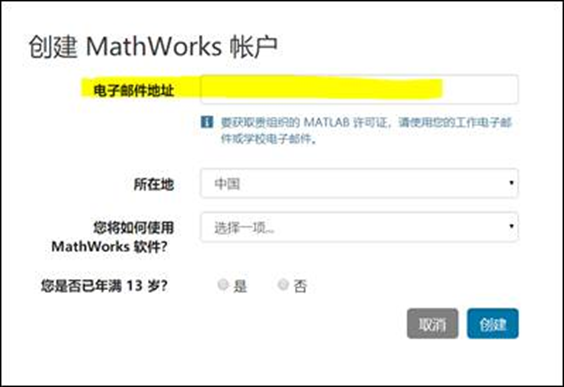 创建 MathWorks 帐户
电子邮件地址
要获取贵组织的 MATLAB 许可证，请使用您的工作电子邮
件或学校电子邮件。
所在地
中国
您将如何使用
MathWorks 软件？
选择一项...
您是否已年满 13 岁？
是 否
取消 创建